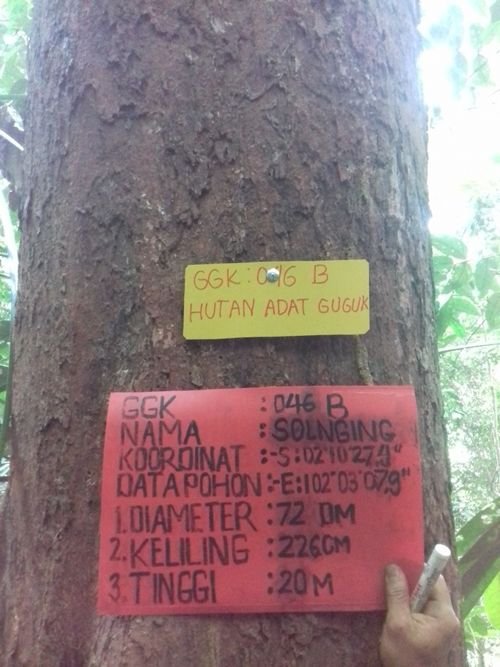 GGK : 046 B
HUTAN ADAT GUGUK
GGK : 046 B
NAMA : SOLNGING
KOORDINAT :-S:02°10'27.9"
DATA POHON :-E:102°03'07.9"
1. DIAMETER : 72 DM
2. KELILING : 226CM
3. TINGGI : 20 M